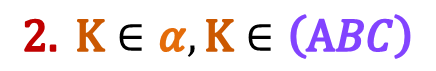 2. K ∈ α, K ∈ (ABC)